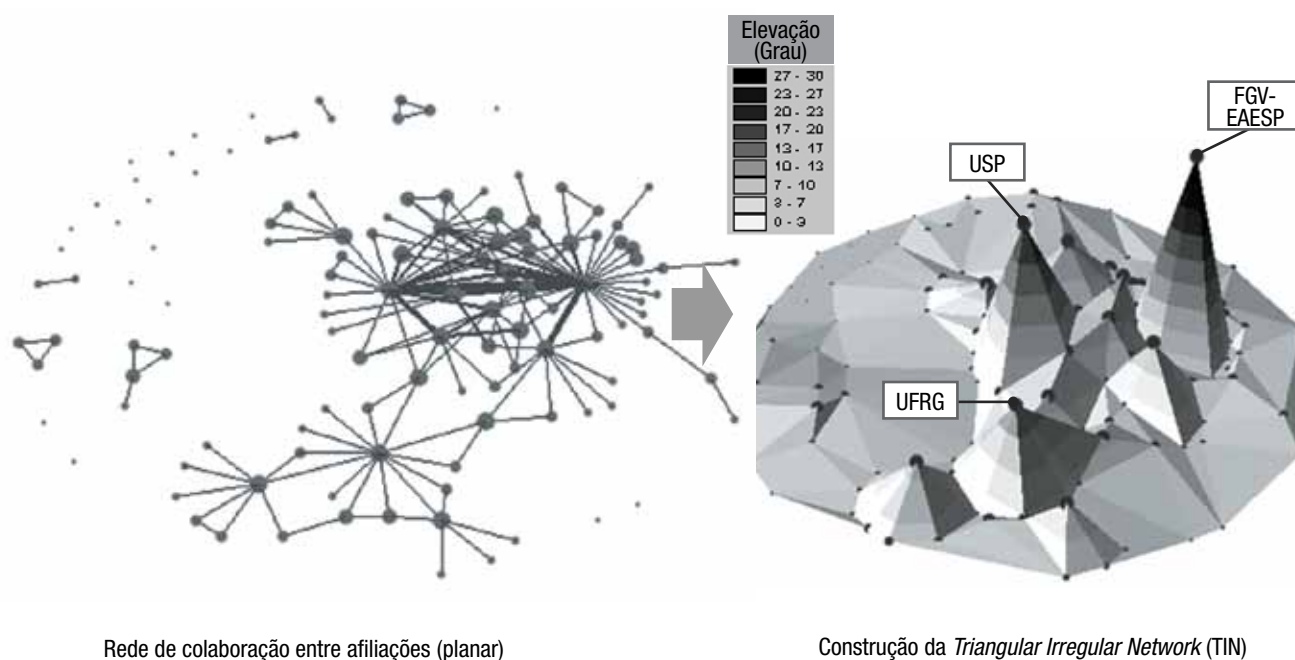 Elevação
(Grau)
27 - 30
23 - 27
20 - 23
17 - 20
13 - 17
10 - 13
7 - 10
3 - 7
0 - 3
FGV-
EAESP
USP
UFRG
Rede de colaboração entre afiliações (planar)
Construção da Triangular Irregular Network (TIN)